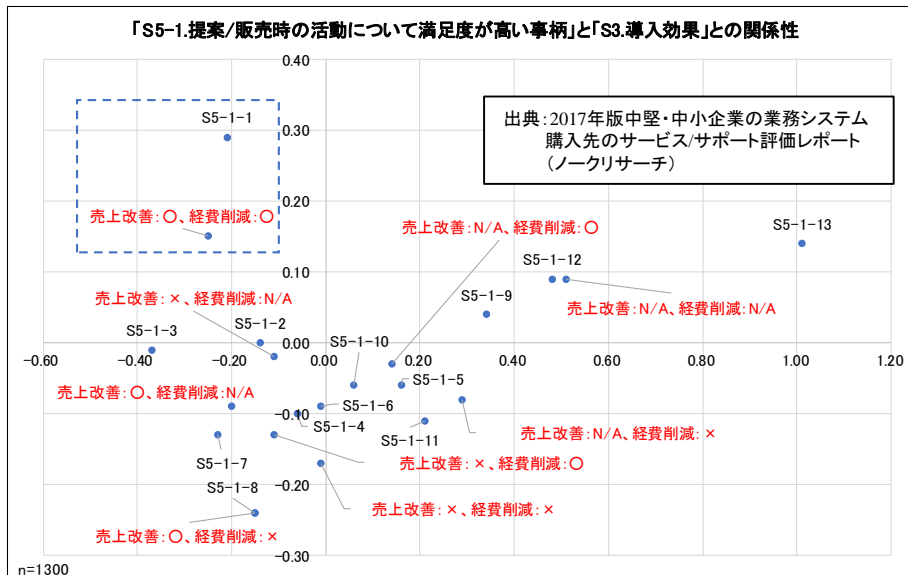 「S5-1.提案/販売時の活動について満足度が高い事柄」と「S3.導入効果」との関係性
0.40
S5-1-1
出典:2017年版中堅・中小企業の業務システム
購入先のサービス/サポート評価レポート
(ノークリサーチ)
0.30
0.20
売上改善:〇、経費削減:〇
売上改善:N/A、経費削減:〇
S5-1-13
S5-1-12
0.10
売上改善:×、経費削減:N/A
S5-1-9
売上改善:N/A、経費削減:N/A
S5-1-3
S5-1-2
S5-1-10
0.00
-0.60
-0.40
-0.20
0.00
0.20
0.40
0.60
0.80
1.00
1.20
S5-1-5
売上改善:〇、経費削減:N/A
S5-1-6
-0.10
S5-1-4
S5-1-11
売上改善:N/A、経費削減:×
S5-1-7
売上改善:×、経費削減:〇
S5-1-8
-0.20
売上改善:×、経費削減:×
売上改善:〇、経費削減:×
-0.30
n=1300